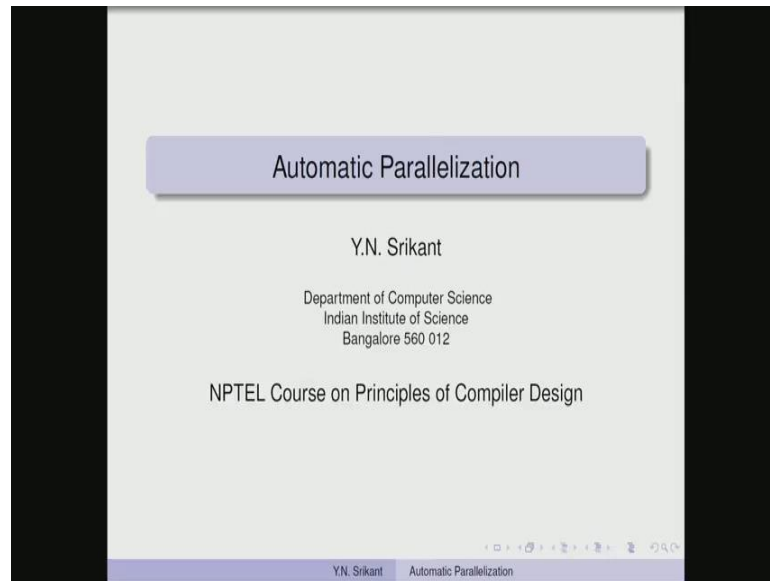 Automatic Parallelization
Y.N. Srikant
Department of Computer Science
Indian Institute of Science
Bangalore 560 012
NPTEL Course on Principles of Compiler Design
Y.N. Srikant Automatic Parallelization